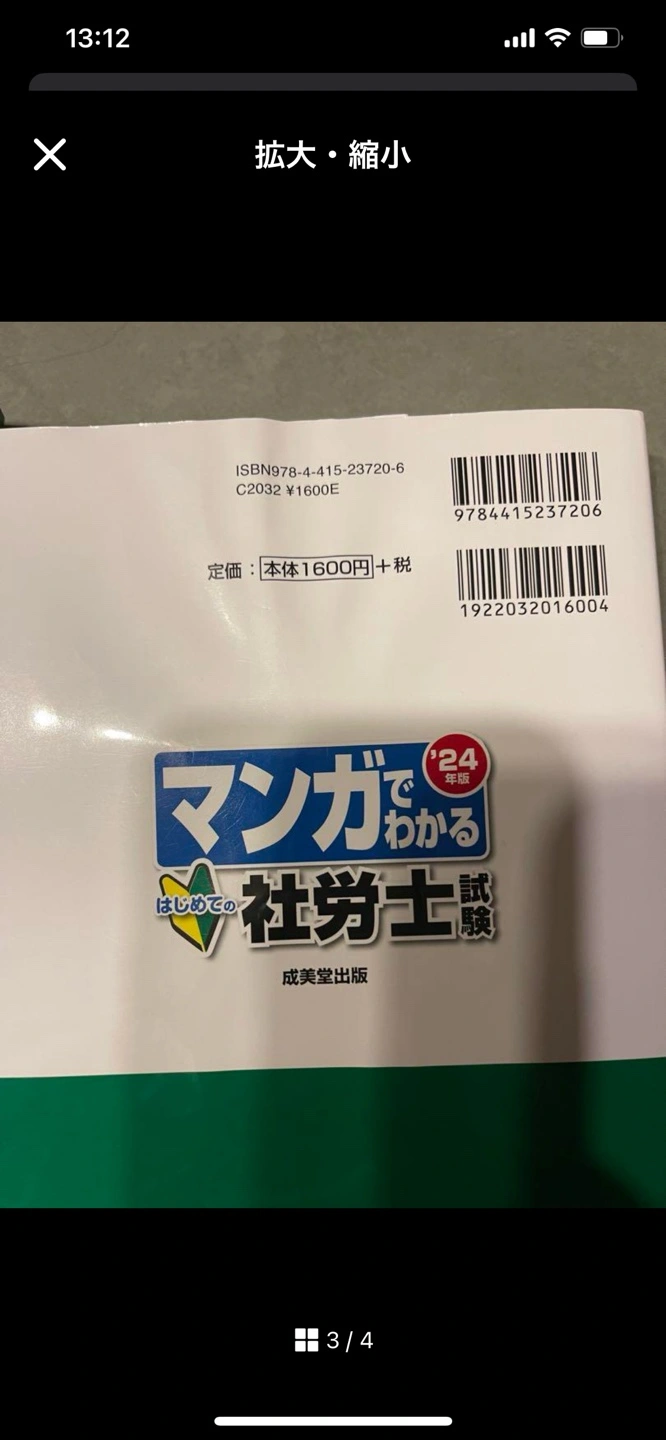 13:12
拡大・縮小
ISBN978-4-415-23720-6
C2032 ¥1600E
9784415237206
定価：本体1600円+税
1922032016004
'24
年版
マンガで
わかる
はじめての
社労士試験
成美堂出版
3 / 4